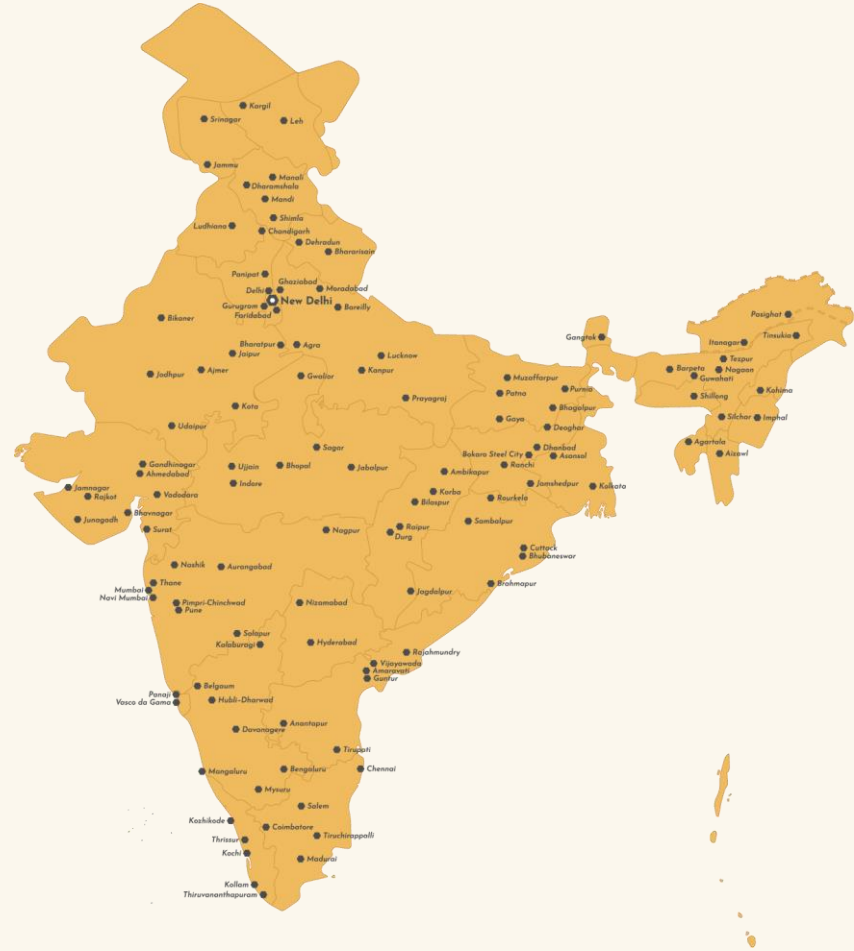 Kargil
Srinagar
Leh
Jammu
Manali
Dharamshala
Mandi
Shimla
Ludhiana
Chandigarh
Dehradun
Bhararisain
Panipat
Ghaziabad
Delhi
Moradabad
New Delhi
Gurugram
Bareilly
Faridabad
Bikaner
Pasighat
Tinsukia
Gangtok
Itanagar
Bharatpur
Agra
Jaipur
Lucknow
Tezpur
Jodhpur
Ajmer
Gwalior
Kanpur
Muzaffarpur
Barpeta
Nagaon
Guwahati
Kota
Prayagraj
Patna
Purnia
Shillong
Kohima
Bhagalpur
Udaipur
Gaya
Deoghar
Silchar
Imphal
Sagar
Dhanbad
Agartala
Bokaro Steel City
Asansol
Aizawl
Gandhinagar
Ahmedabad
Ujjain
Bhopal
Jabalpur
Ambikapur
Ranchi
Jamnagar
Rajkot
Indore
Jamshedpur
Kolkata
Vadodara
Korba
Bilaspur
Rourkela
Junagadh
Bhavnagar
Surat
Nagpur
Raipur
Durg
Sambalpur
Cuttack
Bhubaneswar
Nashik
Aurangabad
Thane
Mumbai
Navi Mumbai
Brahmapur
Jagdalpur
Pimpri-Chinchwad
Pune
Nizamabad
Solapur
Kalaburagi
Hyderabad
Rajahmundry
Vijayawada
Amaravati
Guntur
Belgaum
Panaji
Vasco da Gama
Hubli-Dharwad
Davanagere
Anantapur
Tirupati
Mangaluru
Bengaluru
Chennai
Mysuru
Salem
Kozhikode
Coimbatore
Tiruchirappalli
Thrissur
Kochi
Madurai
Kollam
Thiruvananthapuram